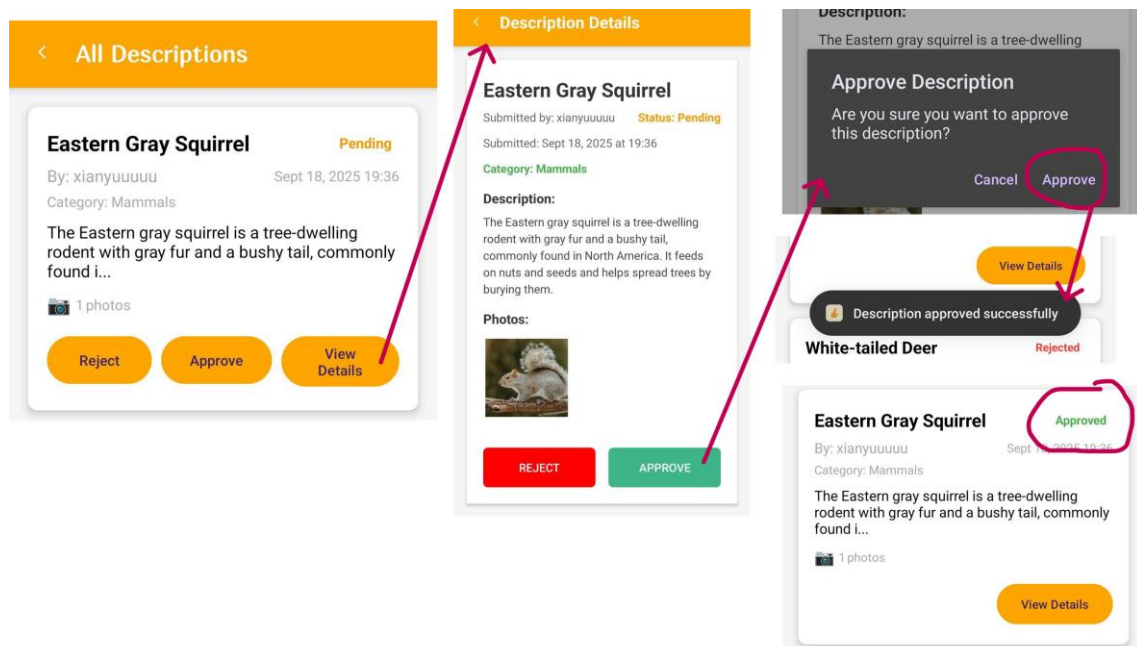 All Descriptions
Eastern Gray Squirrel
Pending
By: xianyuuuuu
Sept 18, 2025 19:36
Category: Mammals
The Eastern gray squirrel is a tree-dwelling
rodent with gray fur and a bushy tail, commonly
found i...
1 photos
Reject
Approve
View
Details
Description Details
Eastern Gray Squirrel
Submitted by: xianyuuuuu
Status: Pending
Submitted: Sept 18, 2025 at 19:36
Category: Mammals
Description:
The Eastern gray squirrel is a tree-dwelling
rodent with gray fur and a bushy tail,
commonly found in North America. It feeds
on nuts and seeds and helps spread trees by
burying them.
Photos:
REJECT
APPROVE
Description:
The Eastern gray squirrel is a tree-dwelling
Approve Description
Are you sure you want to approve
this description?
Cancel
Approve
View Details
Description approved successfully
White-tailed Deer
Rejected
Eastern Gray Squirrel
Approved
By: xianyuuuuu
Sept 18, 2025 19:36
Category: Mammals
The Eastern gray squirrel is a tree-dwelling
rodent with gray fur and a bushy tail, commonly
found i...
1 photos
View Details